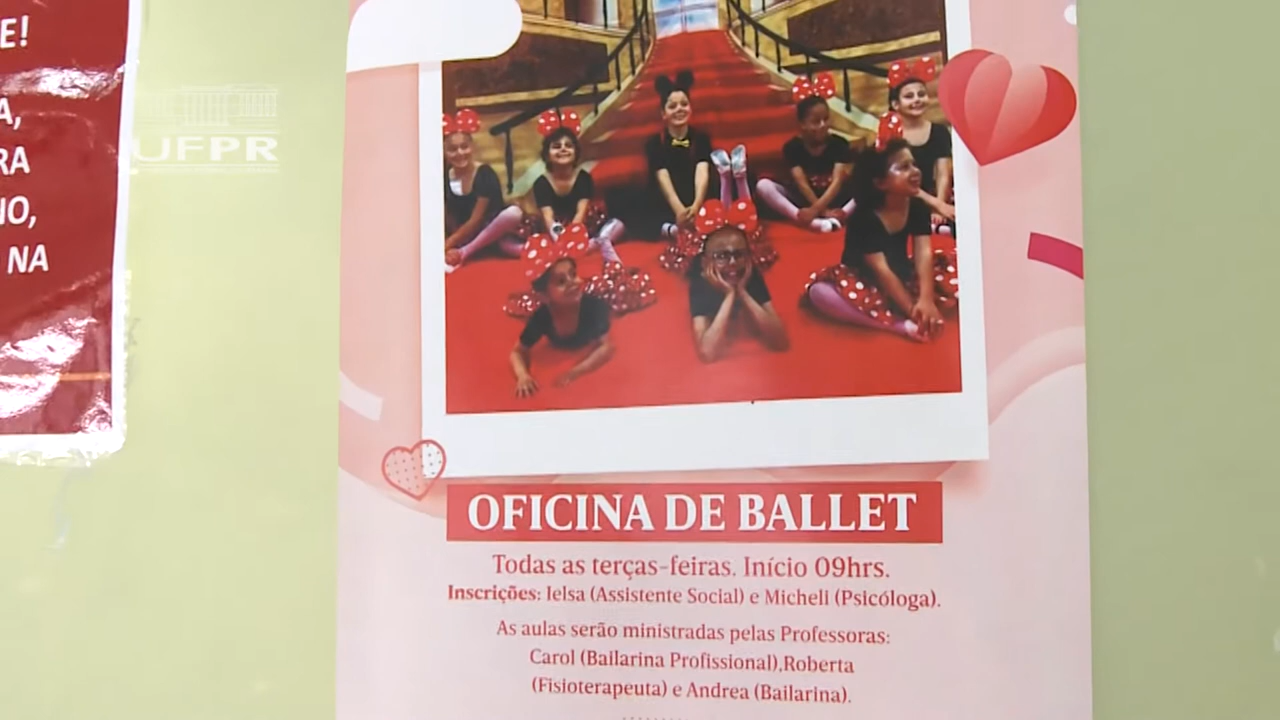 E!
A,
RA
NO,
NA
UFPR
OFICINA DE BALLET
Todas as terças-feiras. Início 09hrs.
Inscrições: Ielsa (Assistente Social) e Micheli (Psicóloga).
As aulas serão ministradas pelas Professoras:
Carol (Bailarina Profissional),Roberta
(Fisioterapeuta) e Andrea (Bailarina).